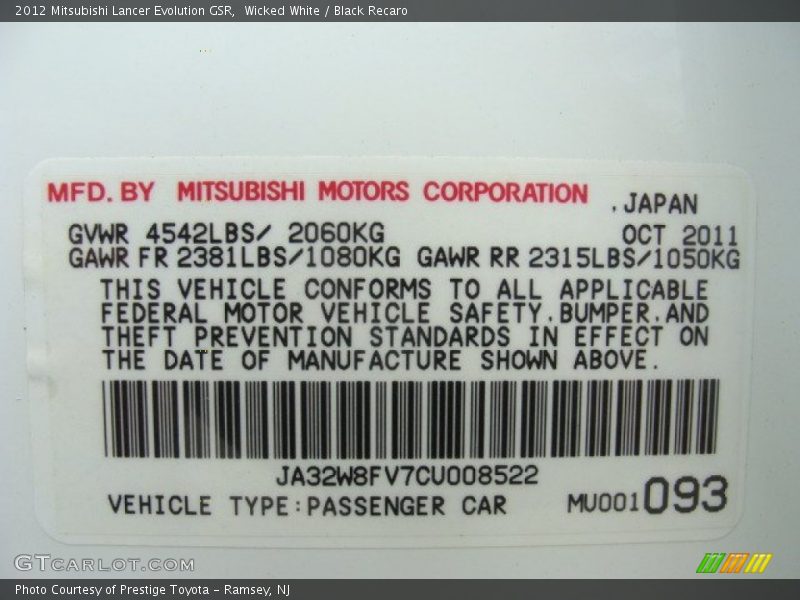 2012 Mitsubishi Lancer Evolution GSR,  Wicked White / Black Recaro
MFD. BY MITSUBISHI MOTORS CORPORATION .JAPAN
GVWR 4542LBS/ 2060KG OCT 2011
GAWR FR 2381LBS/1080KG GAWR RR 2315LBS/1050KG
THIS VEHICLE CONFORMS TO ALL APPLICABLE
FEDERAL MOTOR VEHICLE SAFETY.BUMPER.AND
THEFT PREVENTION STANDARDS IN EFFECT ON
THE DATE OF MANUFACTURE SHOWN ABOVE.
JA32W8FV7CU008522
VEHICLE TYPE:PASSENGER CAR MU001093
GTCARLOT.COM
Photo Courtesy of Prestige Toyota - Ramsey, NJ